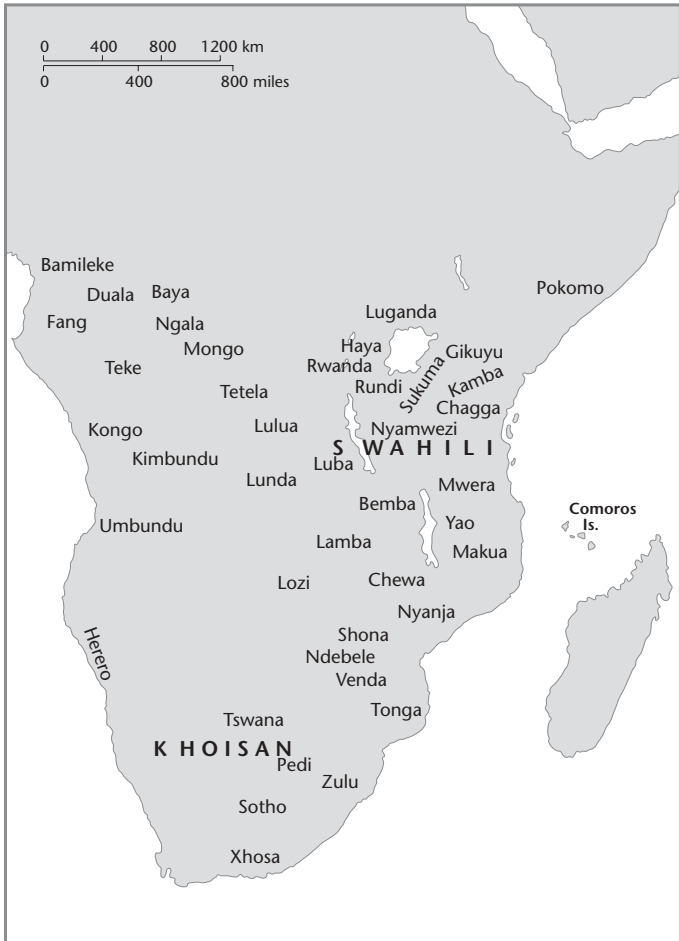 0 400 800 1200 km
0 400 800 miles
Bamileke
Duala
Baya
Pokomo
Fang
Ngala
Luganda
Mongo
Haya
Gikuyu
Teke
Rwanda
Rundi
Sukuma
Kamba
Tetela
Chagga
Kongo
Lulua
Nyamwezi
SWAHILI
Kimbundu
Luba
Lunda
Mwera
Bemba
Comoros
Is.
Umbundu
Yao
Lamba
Makua
Lozi
Chewa
Nyanja
Herero
Shona
Ndebele
Venda
Tonga
Tswana
KHOISAN
Pedi
Zulu
Sotho
Xhosa